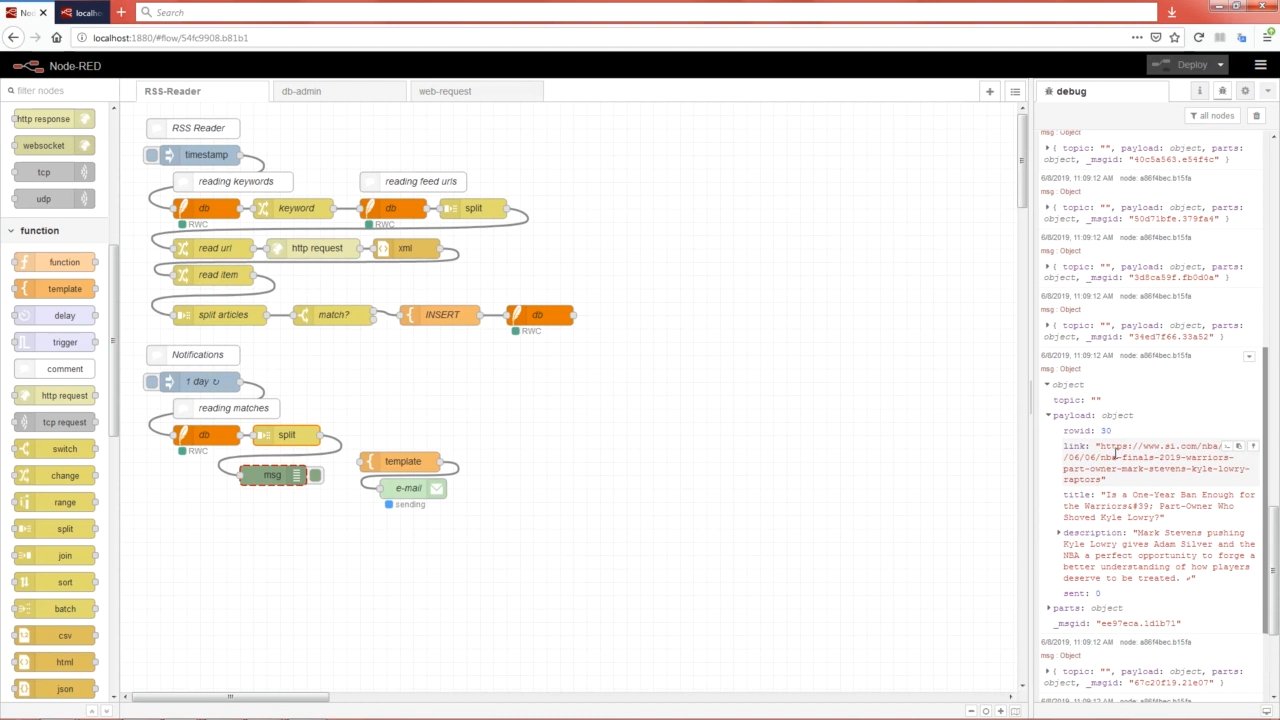 No
localho
Search
localhost:1880/#flow/54fc9908.b81b1
Node-RED
Deploy
filter nodes
RSS-Reader
db-admin
web-request
debug
all nodes
http response
websocket
tcp
udp
function
function
template
delay
trigger
comment
http request
tcp request
switch
change
range
split
join
sort
batch
csv
html
json
RSS Reader
timestamp
reading keywords
reading feed urls
db
keyword
db
split
RWC
RWC
read url
http request
xml
read item
split articles
match?
INSERT
db
RWC
Notifications
1 day ↻
reading matches
db
split
RWC
msg
template
e-mail
sending
msg : Object
{ topic: "", payload: object, parts:
object, _msgid: "40c5a563.e54f4c" }
6/8/2019, 11:09:12 AM node: a86f4bec.b15fa
msg : Object
{ topic: "", payload: object, parts:
object, _msgid: "50d71bfe.379fa4" }
6/8/2019, 11:09:12 AM node: a86f4bec.b15fa
msg : Object
{ topic: "", payload: object, parts:
object, _msgid: "3d8ca59f.fb0d0a" }
6/8/2019, 11:09:12 AM node: a86f4bec.b15fa
msg : Object
{ topic: "", payload: object, parts:
object, _msgid: "34ed7f66.33a52" }
6/8/2019, 11:09:12 AM node: a86f4bec.b15fa
msg : Object
object
topic: ""
payload: object
rowid: 30
link: "https://www.si.com/nba/
/06/06/nba-finals-2019-warriors-
part-owner-mark-stevens-kyle-lowry-
raptors"
title: "Is a One-Year Ban Enough for
the Warriors&#39; Part-Owner Who
Shoved Kyle Lowry?"
description: "Mark Stevens pushing
Kyle Lowry gives Adam Silver and the
NBA a perfect opportunity to forge a
better understanding of how players
deserve to be treated. ↵"
sent: 0
parts: object
_msgid: "ee97eca.1d1b71"
6/8/2019, 11:09:12 AM node: a86f4bec.b15fa
msg : Object
{ topic: "", payload: object, parts:
object, _msgid: "67c20f19.21e07" }